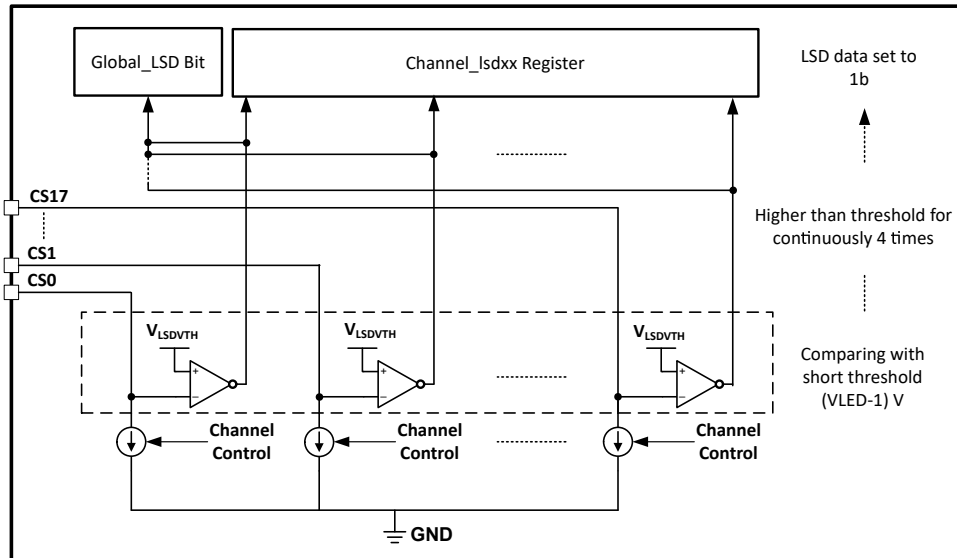 Global_LSD Bit
Channel_lsdxx Register
LSD data set to
1b
CS17
Higher than threshold for
continuously 4 times
CS1
CS0
VLSDVTH
VLSDVTH
VLSDVTH
+
+
+
−
−
−
Comparing with
short threshold
(VLED-1) V
Channel
Control
Channel
Control
Channel
Control
GND